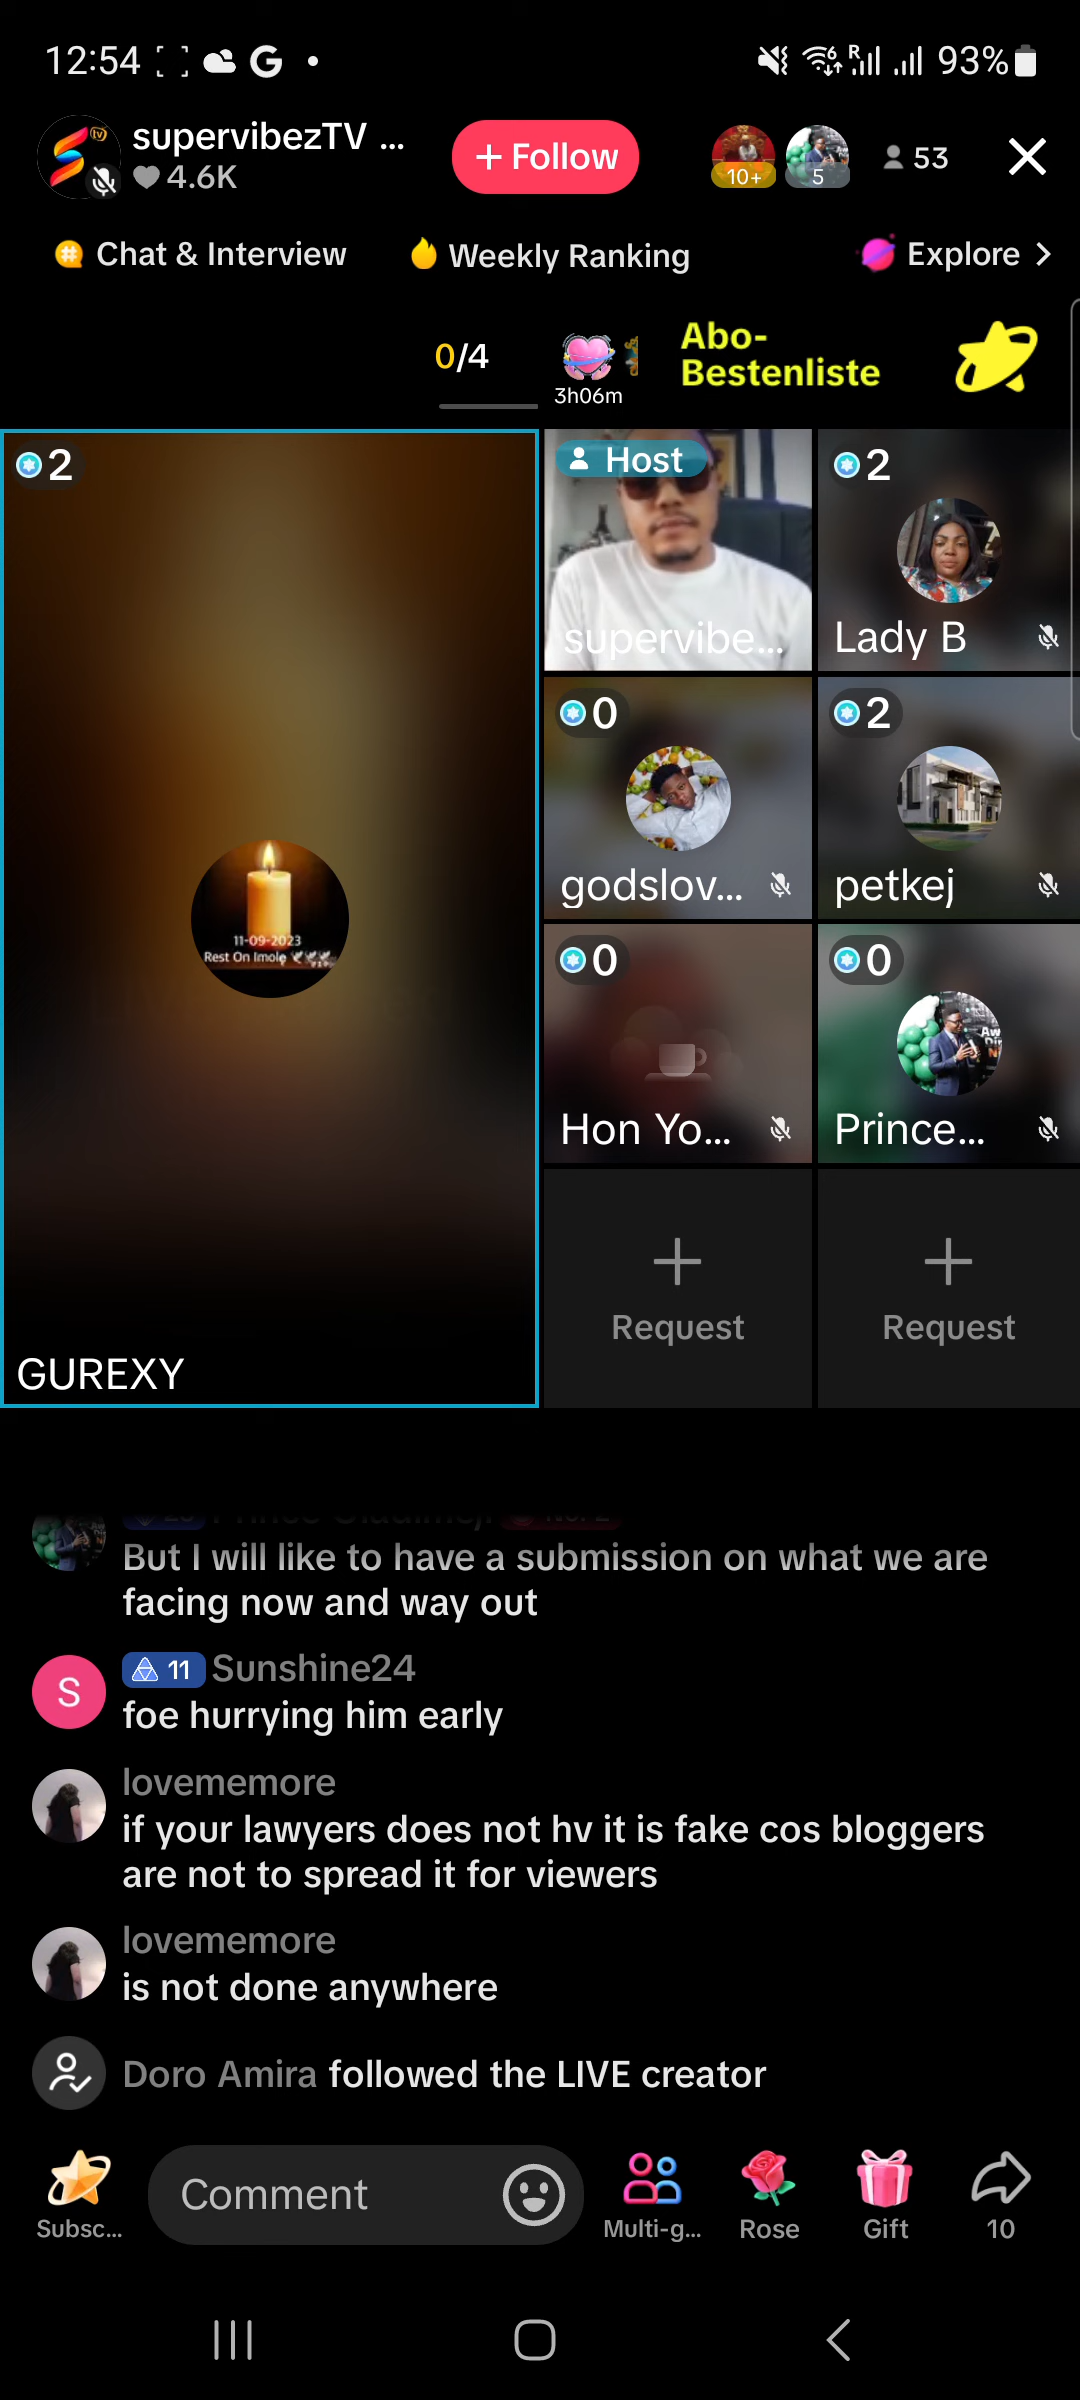 12:54
93%
supervibezTV ...
4.6K
+ Follow
10+
5
53
Chat & Interview
Weekly Ranking
Explore >
0/4
3h06m
Abo-
Bestenliste
2
Host
supervibe...
2
Lady B
0
godslov...
2
petkej
11-09-2023
Rest On Imole
0
Hon Yo...
0
Prince...
GUREXY
Request
Request
But I will like to have a submission on what we are
facing now and way out
S
11 Sunshine24
foe hurrying him early
lovememore
if your lawyers does not hv it is fake cos bloggers
are not to spread it for viewers
lovememore
is not done anywhere
Doro Amira followed the LIVE creator
Comment
Subsc...
Multi-g...
Rose
Gift
10